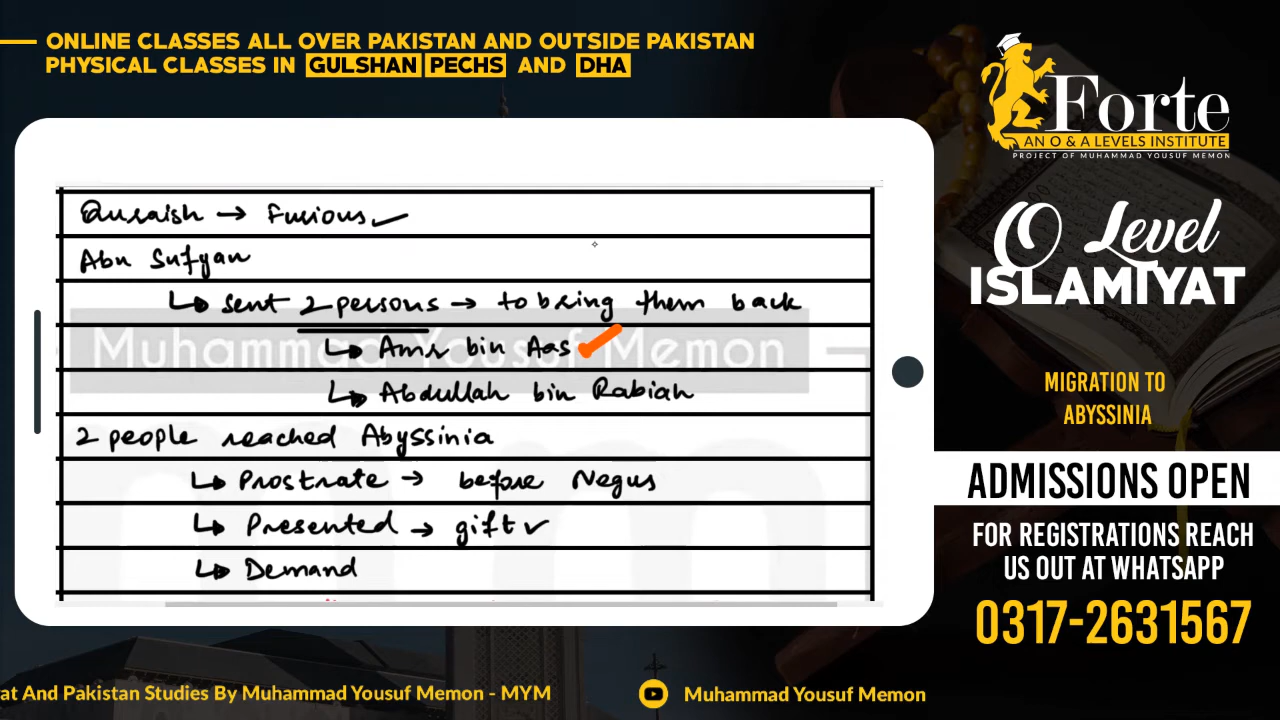 ONLINE CLASSES ALL OVER PAKISTAN AND OUTSIDE PAKISTAN
PHYSICAL CLASSES IN GULSHAN PECHS AND DHA
Quraish → Furious ✓
Abu Sufyan
↳ sent 2 persons → to bring them back
↳ Amr bin Aas
↳ Abdullah bin Rabiah
2 people reached Abyssinia
↳ Prostrate → before Negus
↳ Presented → gift ✓
↳ Demand
Muhammad Yousuf Memon
mm
Forte
AN O & A LEVELS INSTITUTE
PROJECT OF MUHAMMAD YOUSUF MEMON
O Level
ISLAMIYAT
MIGRATION TO
ABYSSINIA
ADMISSIONS OPEN
FOR REGISTRATIONS REACH
US OUT AT WHATSAPP
0317-2631567
at And Pakistan Studies By Muhammad Yousuf Memon - MYM
Muhammad Yousuf Memon